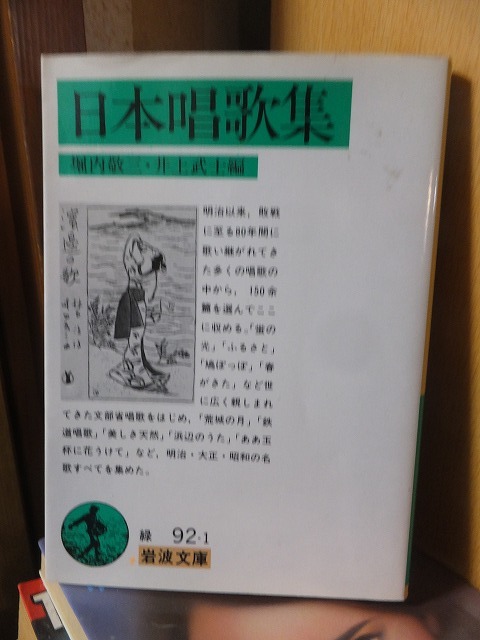 日本唱歌集
堀内敬三・井上武士編
明治以来，敗戦
に至る80年間に
歌い継がれてき
た多くの唱歌の
中から，150余
篇を選んでここ
に収める。「蛍の
光」「ふるさと」
「鳩ぽっぽ」「春
がきた」など世
に広く親しまれ
てきた文部省唱歌をはじめ，「荒城の月」「鉄
道唱歌」「美しき天然」「浜辺のうた」「ああ玉
杯に花うけて」など，明治・大正・昭和の名
歌すべてを集めた。
緑 92-1
岩波文庫